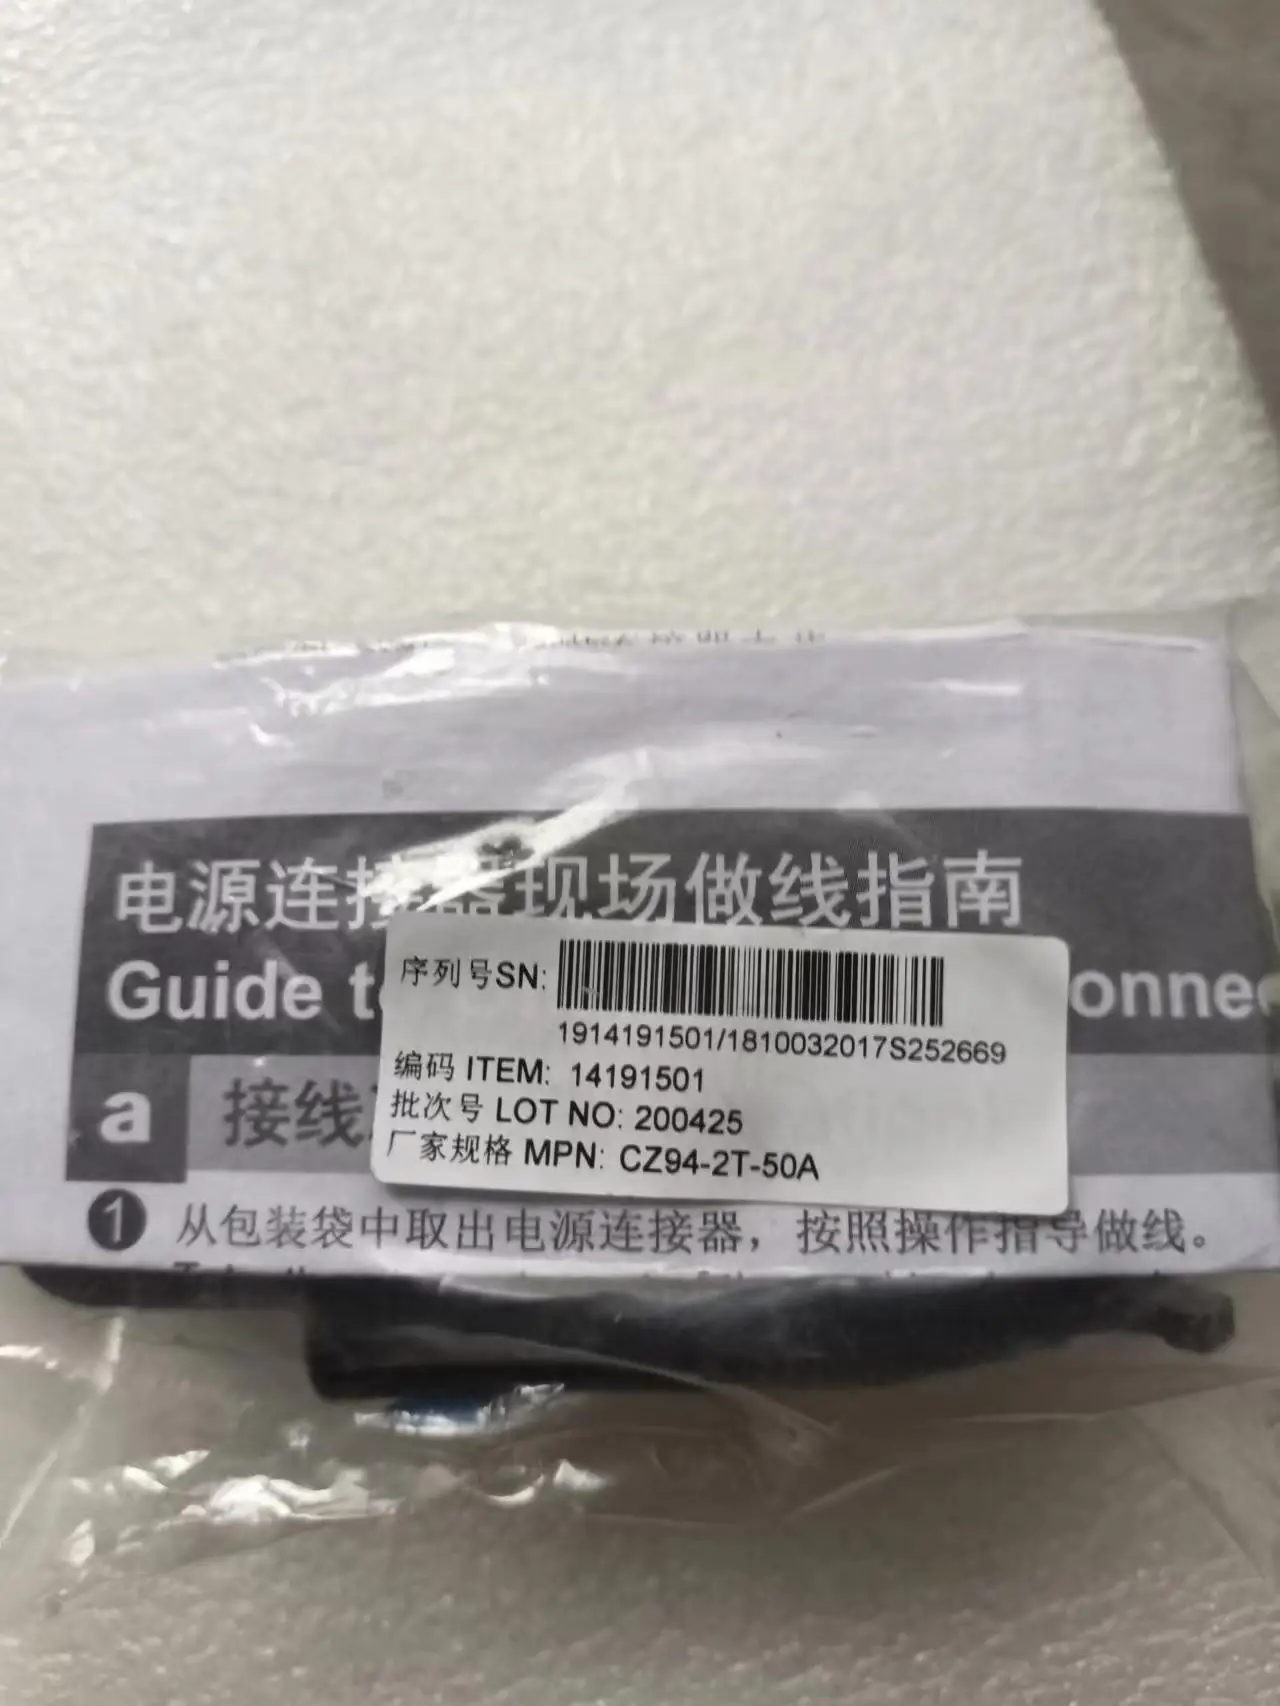 电源连接器现场做线指南
Guide t onnec
序列号SN:
1914191501/1810032017S252669
编码 ITEM: 14191501
批次号 LOT NO: 200425
厂家规格 MPN: CZ94-2T-50A
a 接线
1 从包装袋中取出电源连接器，按照操作指导做线。